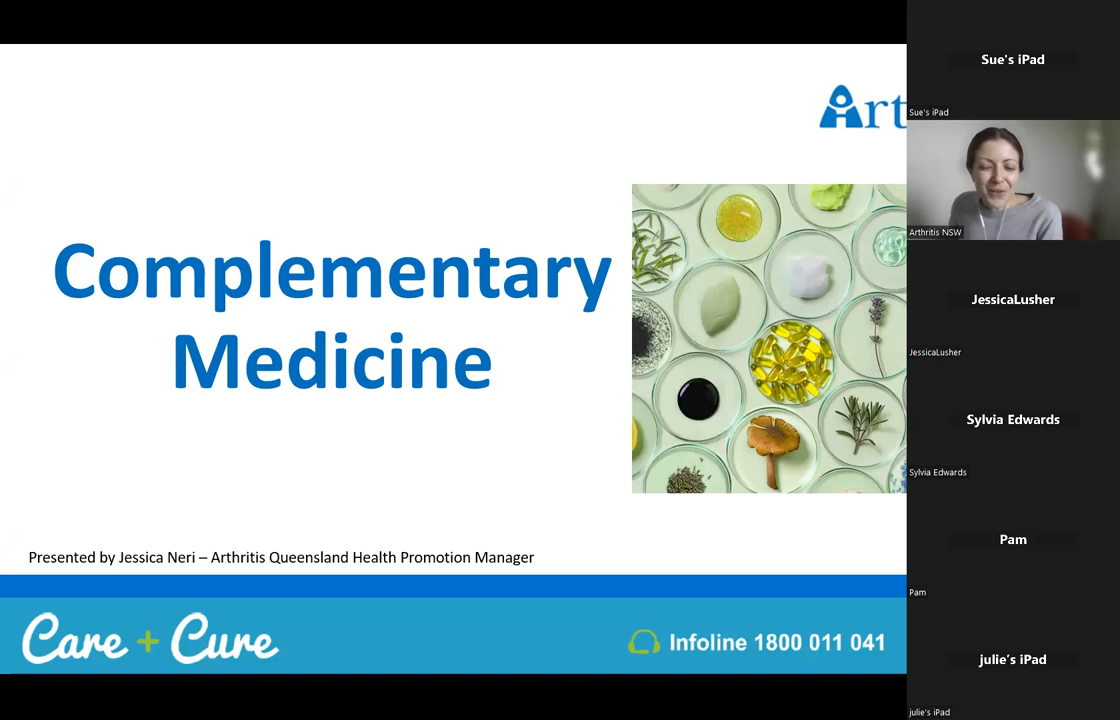 Art
Complementary
Medicine
Presented by Jessica Neri – Arthritis Queensland Health Promotion Manager
Care + Cure
Infoline 1800 011 041
Sue's iPad
Sue's iPad
Arthritis NSW
JessicaLusher
JessicaLusher
Sylvia Edwards
Sylvia Edwards
Pam
Pam
julie's iPad
julie's iPad